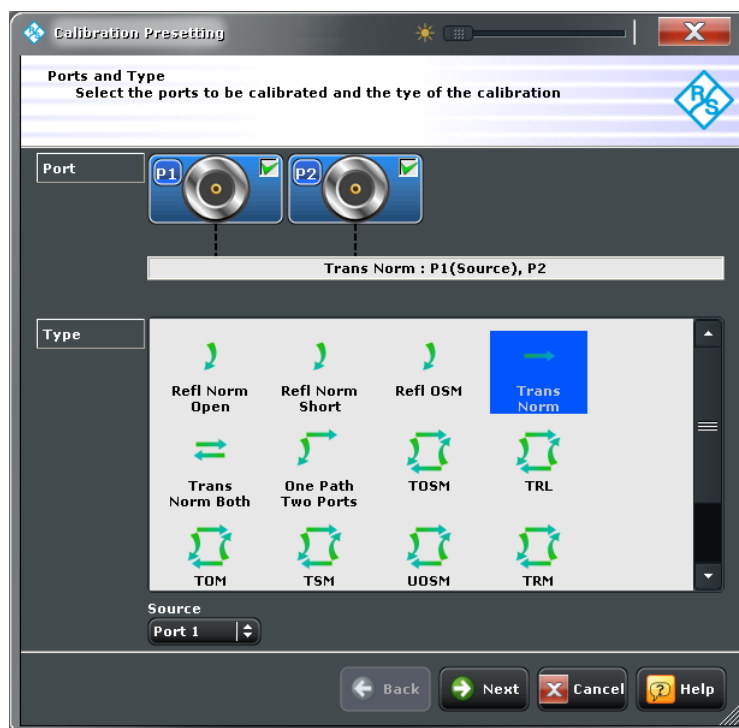 Calibration Presetting
Ports and Type
Select the ports to be calibrated and the tye of the calibration
R&S
Port
P1
P2
Trans Norm : P1(Source), P2
Type
Refl Norm Open
Refl Norm Short
Refl OSM
Trans Norm
Trans Norm Both
One Path Two Ports
TOSM
TRL
TOM
TSM
UOSM
TRM
Source
Port 1
Back
Next
Cancel
Help